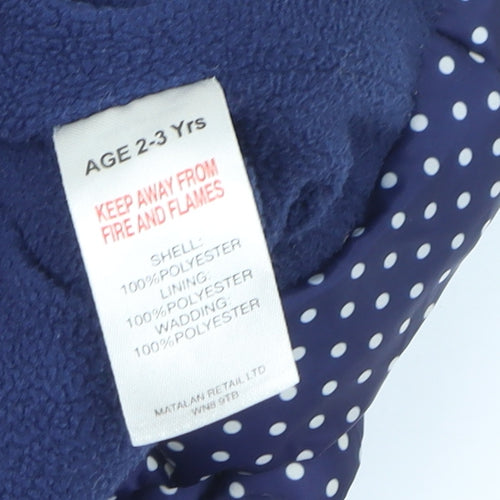 AGE 2-3 Yrs
KEEP AWAY FROM
FIRE AND FLAMES
SHELL:
100%POLYESTER
LINING:
100%POLYESTER
WADDING:
100%POLYESTER
MATALAN RETAIL LTD
WN8 9TB